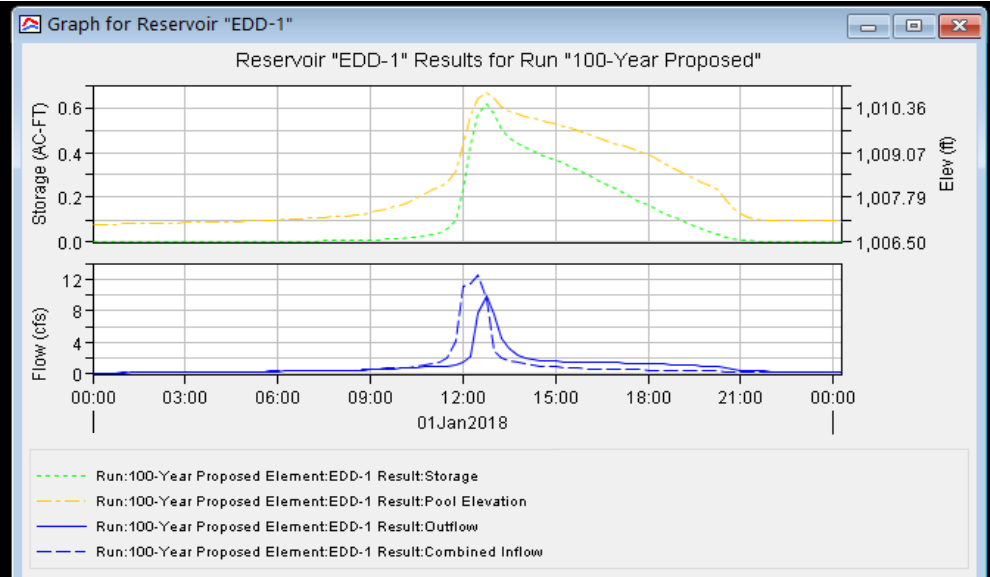 Graph for Reservoir "EDD-1"
Reservoir "EDD-1" Results for Run "100-Year Proposed"
Storage (AC-FT)
0.6
0.4
0.2
0.0
1,010.36
1,009.07
1,007.79
1,006.50
Elev (ft)
Flow (cfs)
12
8
4
0
00:00 03:00 06:00 09:00 12:00 15:00 18:00 21:00 00:00
01Jan2018
Run:100-Year Proposed Element:EDD-1 Result:Storage
Run:100-Year Proposed Element:EDD-1 Result:Pool Elevation
Run:100-Year Proposed Element:EDD-1 Result:Outflow
Run:100-Year Proposed Element:EDD-1 Result:Combined Inflow